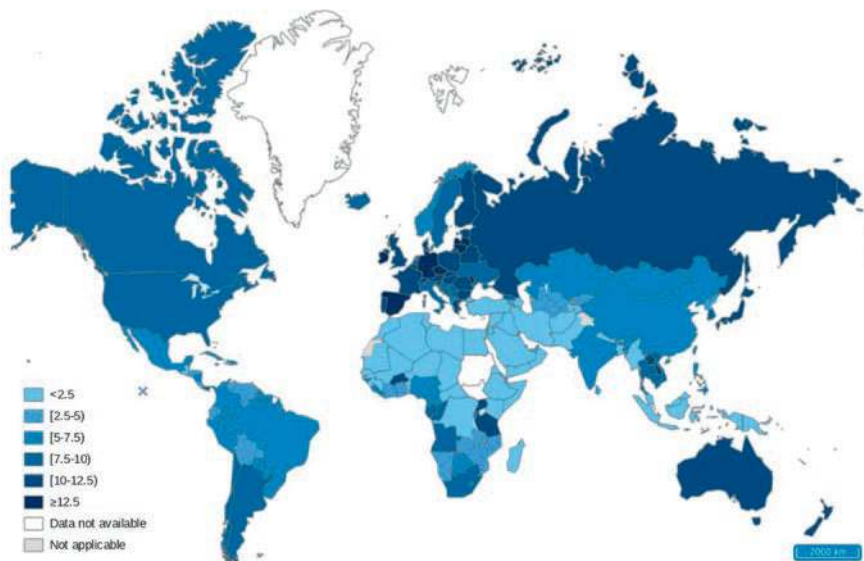 <2.5
[2.5-5)
[5-7.5)
[7.5-10)
[10-12.5)
≥12.5
Data not available
Not applicable
2000 km